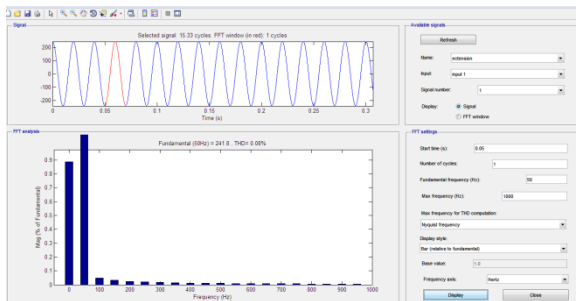 Signal
Selected signal: 15.33 cycles. FFT window (in red): 1 cycles
200
100
0
-100
-200
0
0.05
0.1
0.15
0.2
0.25
0.3
Time (s)
FFT analysis
Fundamental (50Hz) = 241.8 , THD= 0.08%
Mag (% of Fundamental)
0.9
0.8
0.7
0.6
0.5
0.4
0.3
0.2
0.1
0
0
100
200
300
400
500
600
700
800
900
1000
Frequency (Hz)
Available signals
Refresh
Name:
extension
Input:
input 1
Signal number:
1
Display:
Signal
FFT window
FFT settings
Start time (s):
0.05
Number of cycles:
1
Fundamental frequency (Hz):
50
Max frequency (Hz):
1000
Max frequency for THD computation:
Nyquist frequency
Display style:
Bar (relative to fundamental)
Base value:
1.0
Frequency axis:
Hertz
Display
Close